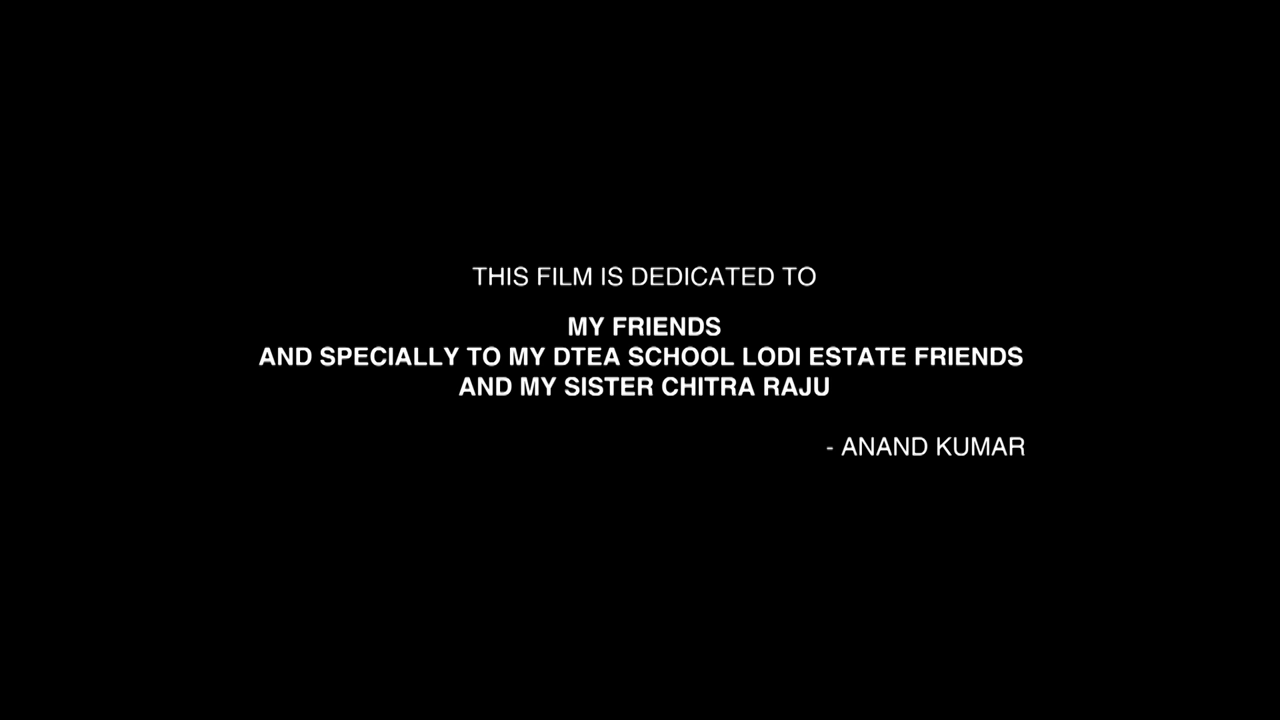 THIS FILM IS DEDICATED TO
MY FRIENDS
AND SPECIALLY TO MY DTEA SCHOOL LODI ESTATE FRIENDS
AND MY SISTER CHITRA RAJU
- ANAND KUMAR